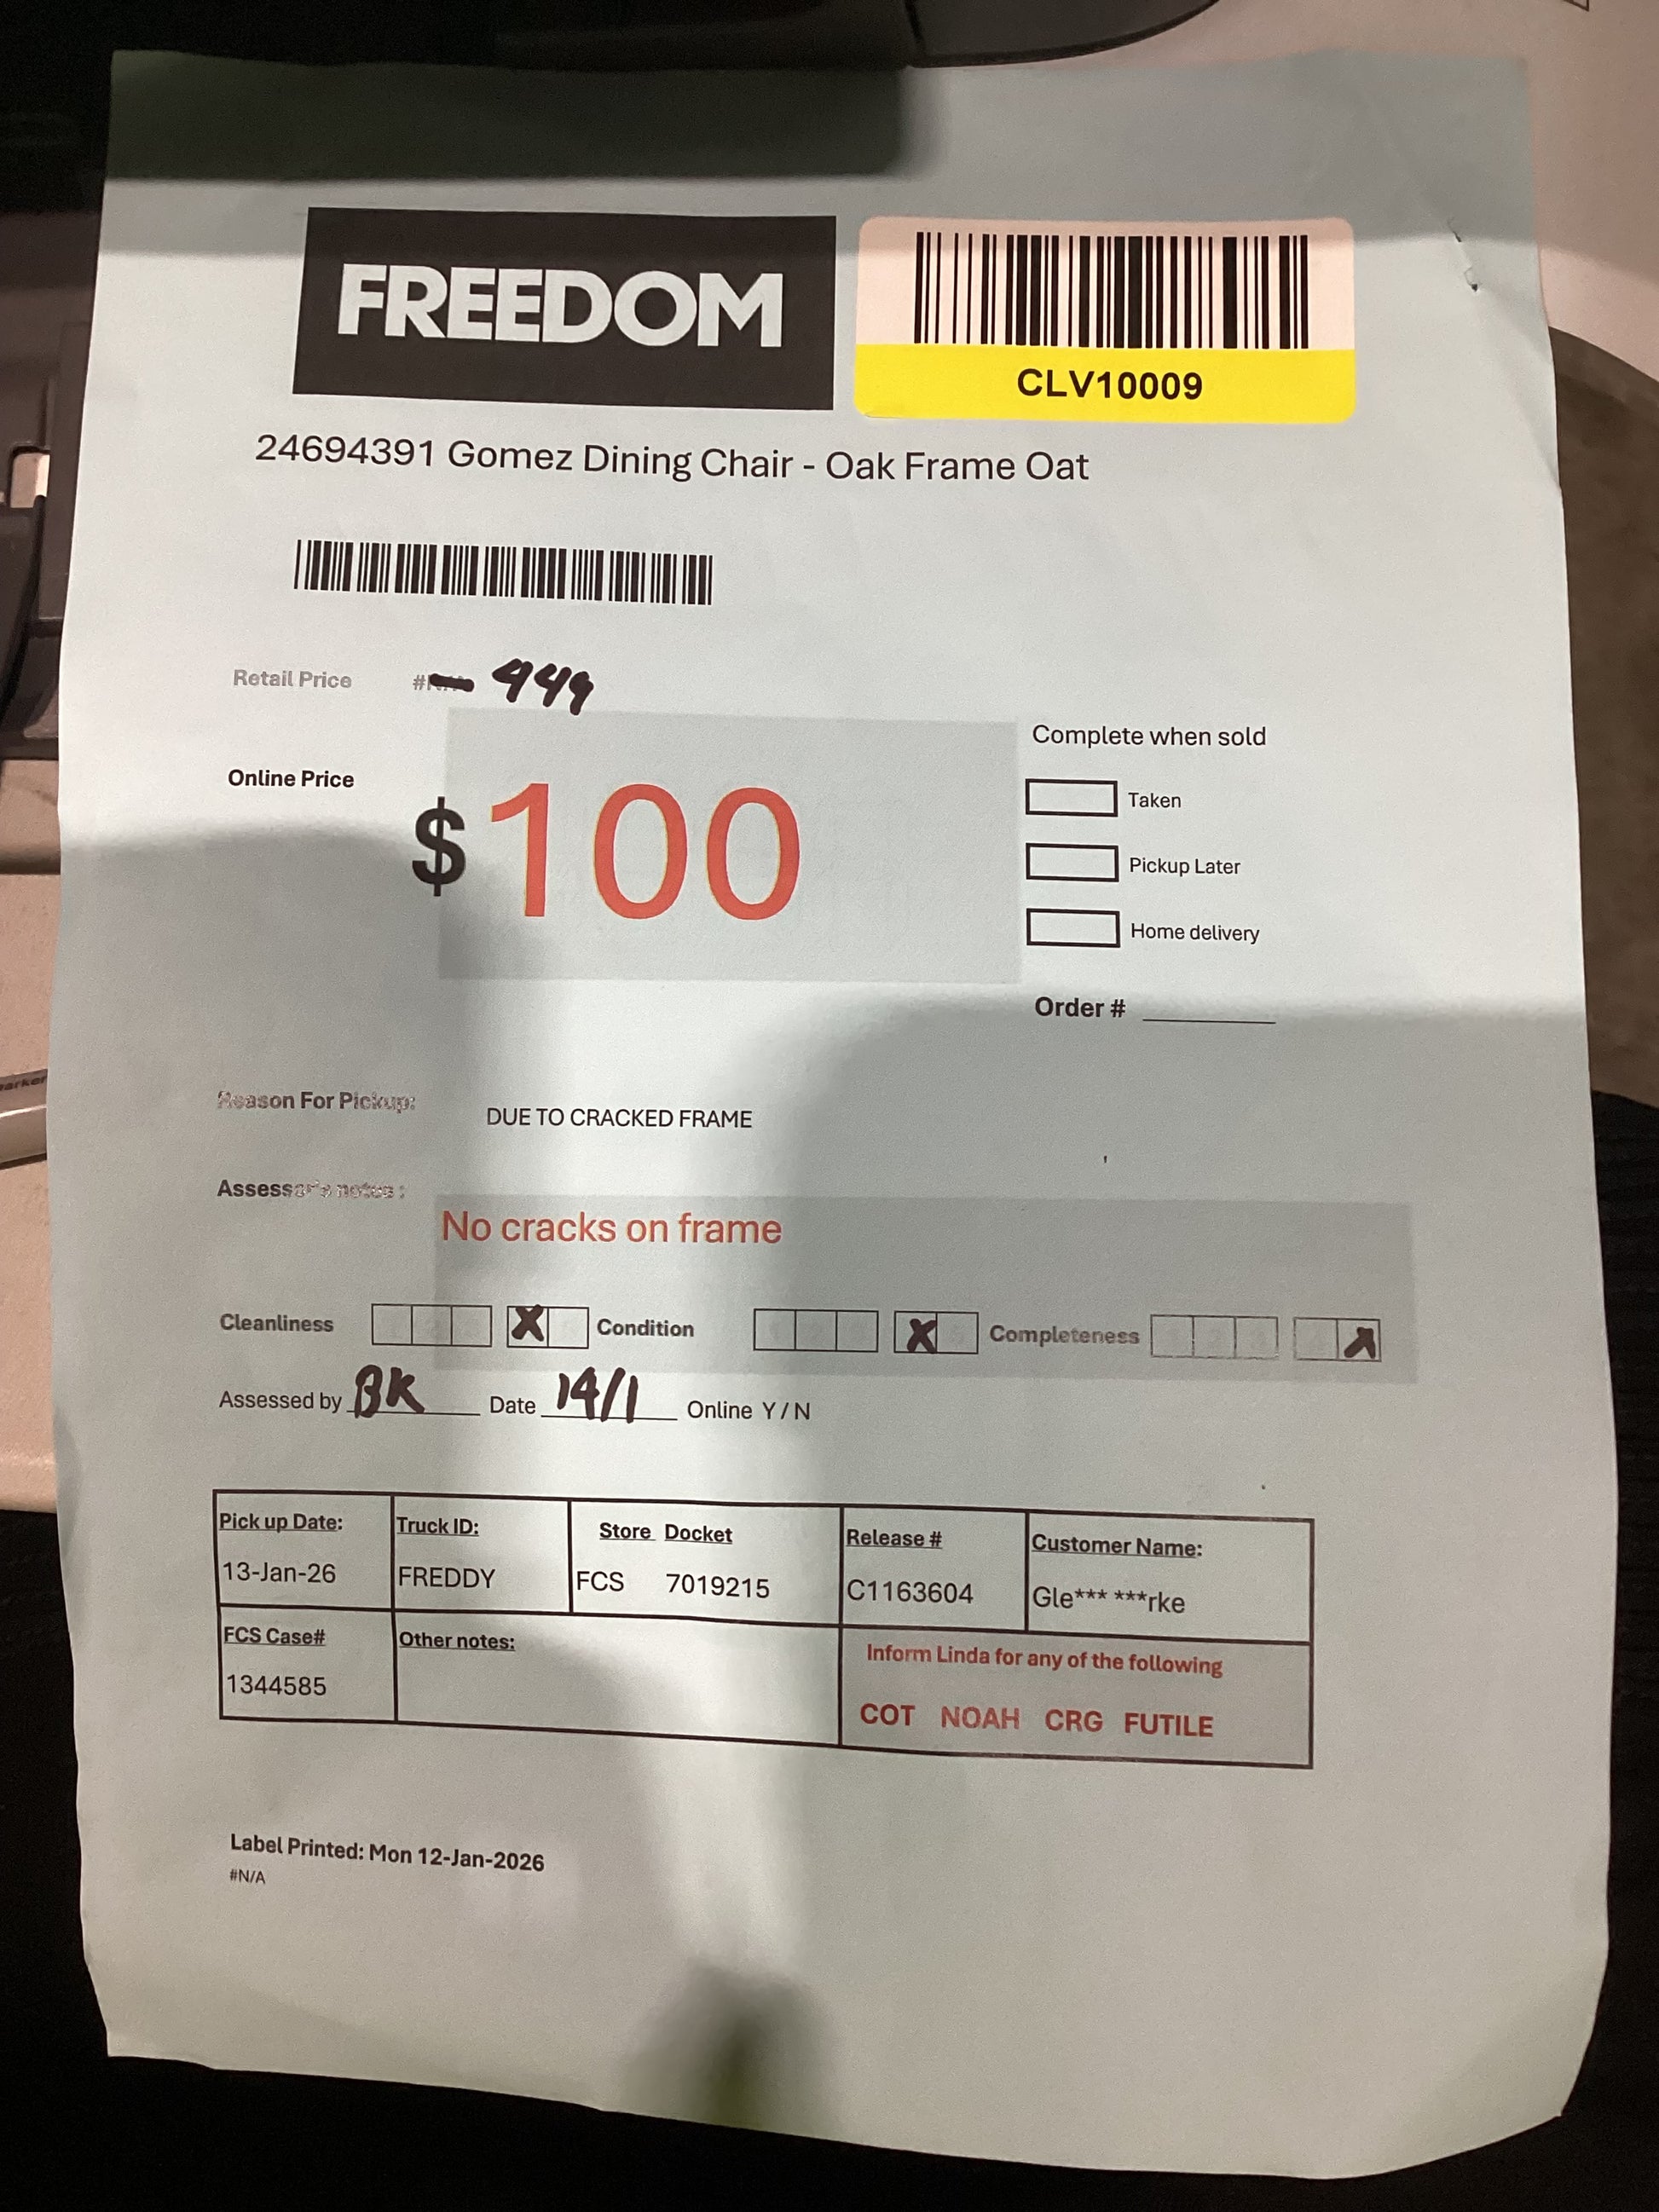 FREEDOM
CLV10009
24694391 Gomez Dining Chair - Oak Frame Oat
Retail Price 449
Online Price
$100
Complete when sold
Taken
Pickup Later
Home delivery
Order #
Reason For Pickup: DUE TO CRACKED FRAME
Assessor's notes :
No cracks on frame
Cleanliness X Condition X Completeness
Assessed by BK Date 14/1 Online Y / N
Pick up Date: Truck ID: Store Docket Release # Customer Name:
13-Jan-26 FREDDY FCS 7019215 C1163604 Gle*** ***rke
FCS Case# Other notes: Inform Linda for any of the following
1344585 COT NOAH CRG FUTILE
Label Printed: Mon 12-Jan-2026
#N/A
arker